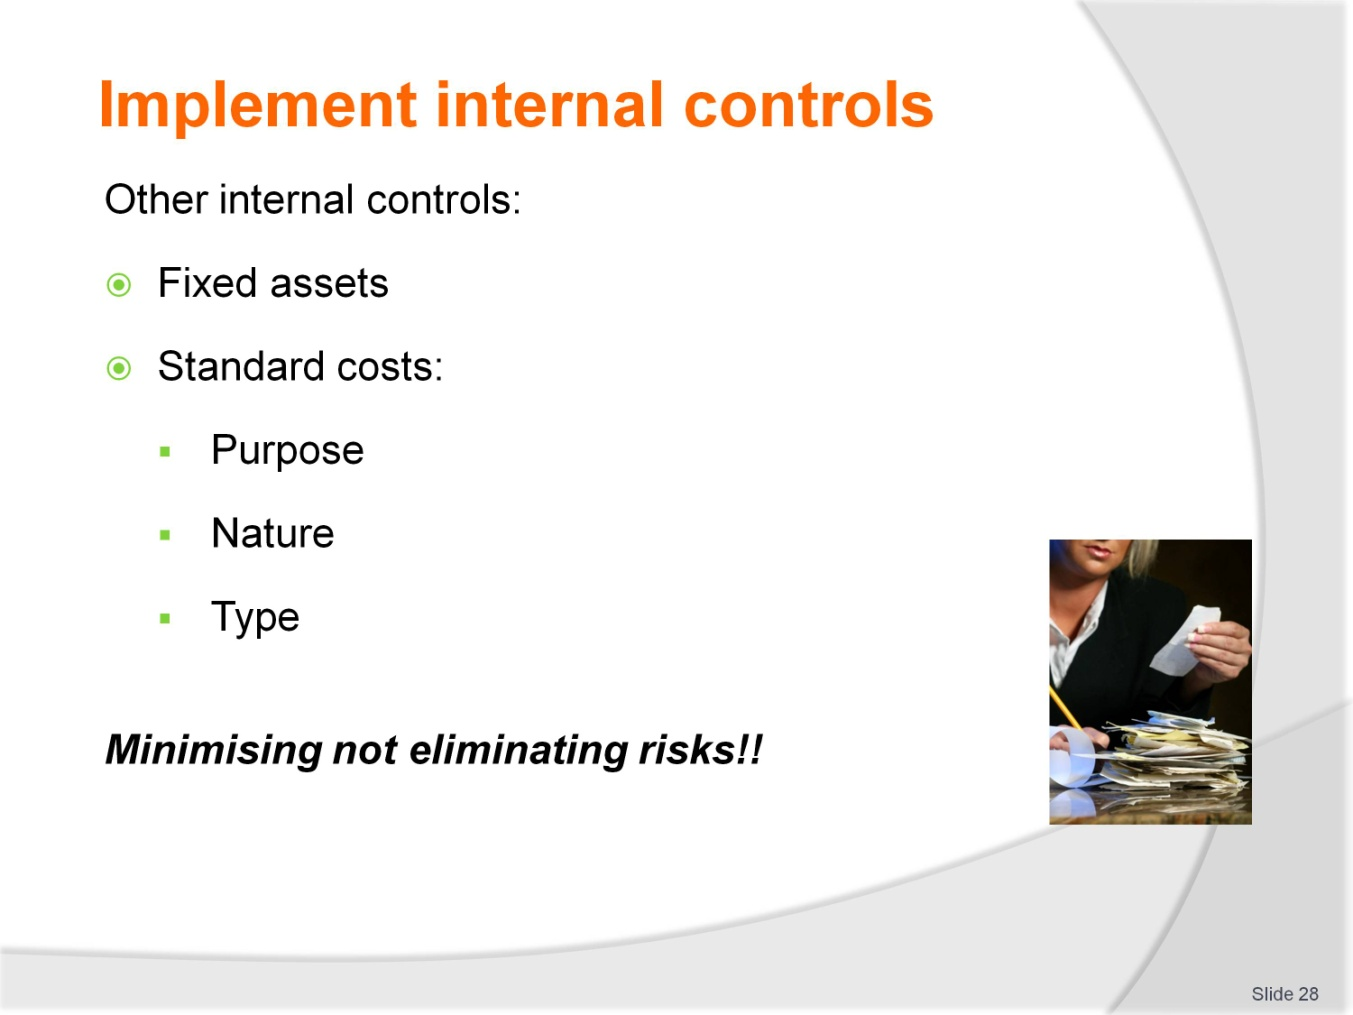 Implement internal controls
Other internal controls:
Fixed assets
Standard costs:
Purpose
Nature
Type
Minimising not eliminating risks!!
Slide 28